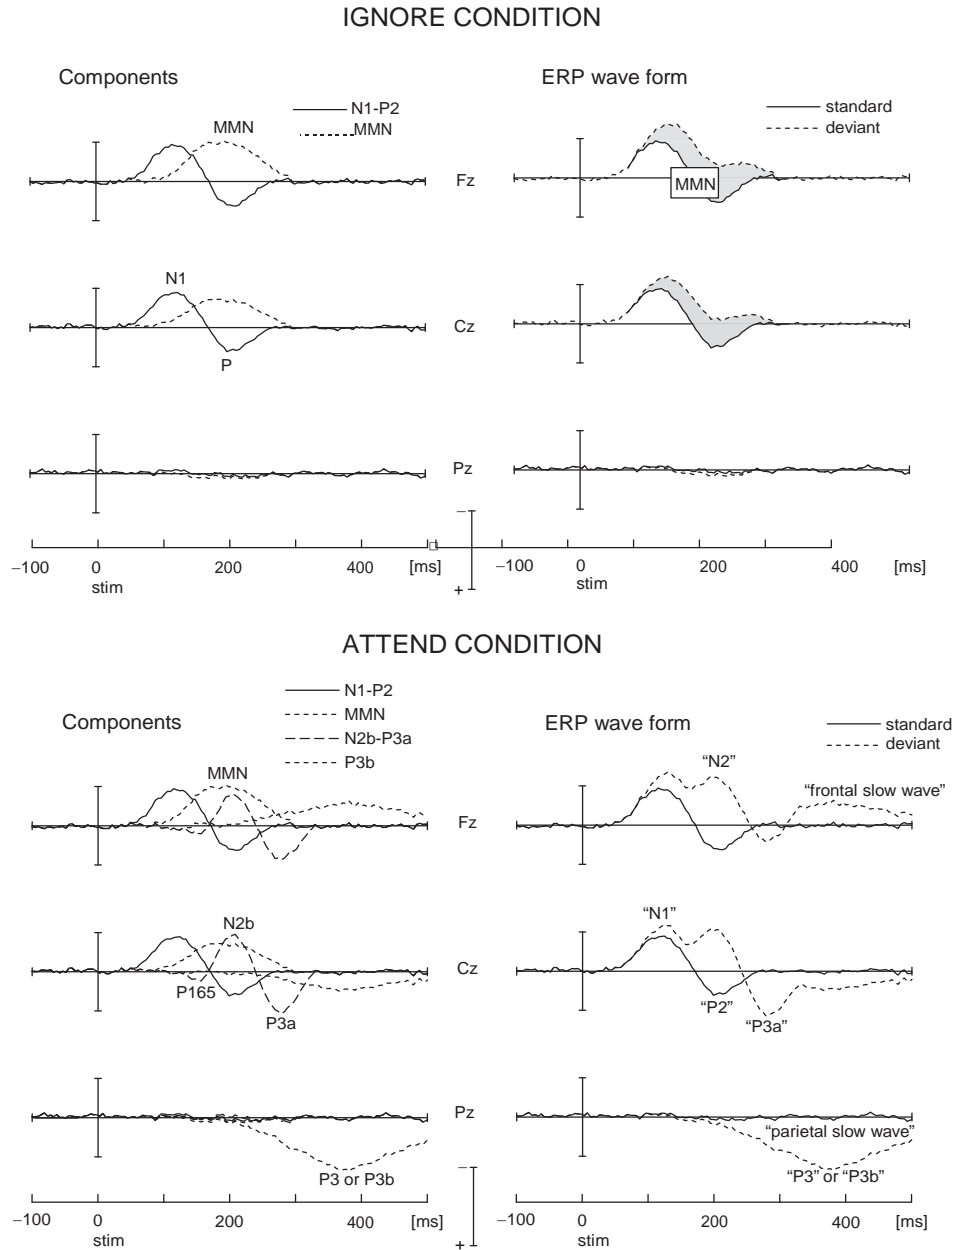 IGNORE CONDITION
Components
ERP wave form
N1-P2
MMN
MMN
standard
deviant
MMN
Fz
N1
P
Cz
Pz
−
+
−100 0 200 400 [ms]
stim
−100 0 200 400 [ms]
stim
ATTEND CONDITION
Components
N1-P2
MMN
N2b-P3a
P3b
ERP wave form
standard
deviant
MMN
Fz
“N2”
“frontal slow wave”
N2b
P165
P3a
Cz
“N1”
“P2”
“P3a”
Pz
P3 or P3b
“parietal slow wave”
“P3” or “P3b”
−
+
−100 0 200 400 [ms]
stim
−100 0 200 400 [ms]
stim